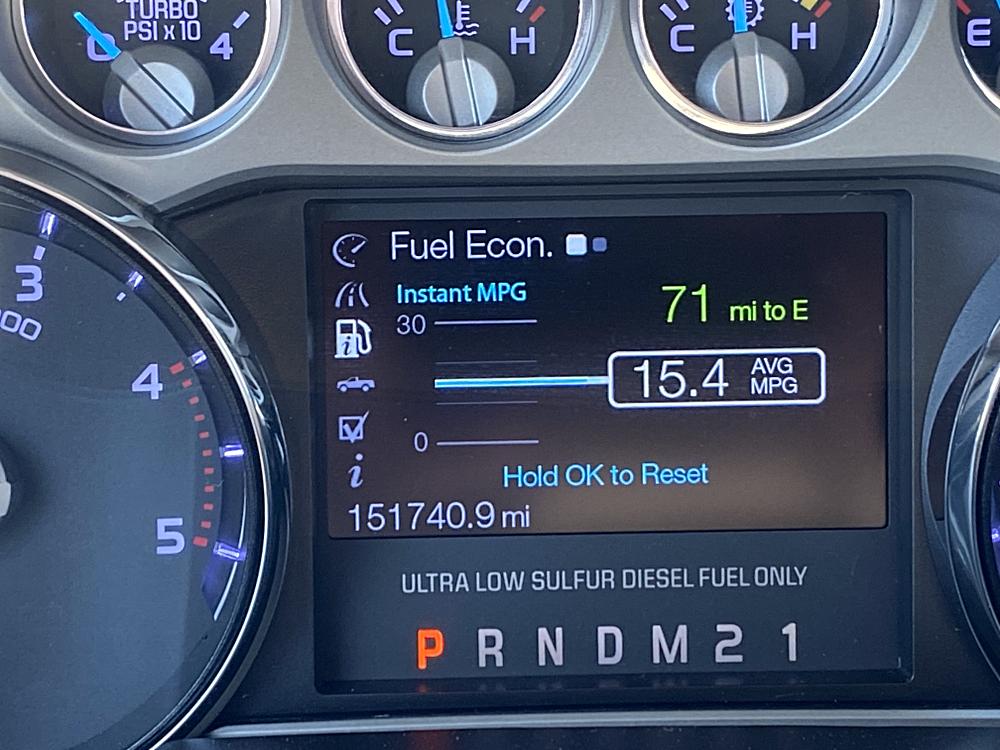 TURBO
PSI x 10
0 4
C H
C H
E
Fuel Econ.
Instant MPG
71 mi to E
30
15.4 AVG MPG
0
Hold OK to Reset
i
151740.9 mi
3
4
5
ULTRA LOW SULFUR DIESEL FUEL ONLY
P R N D M 2 1